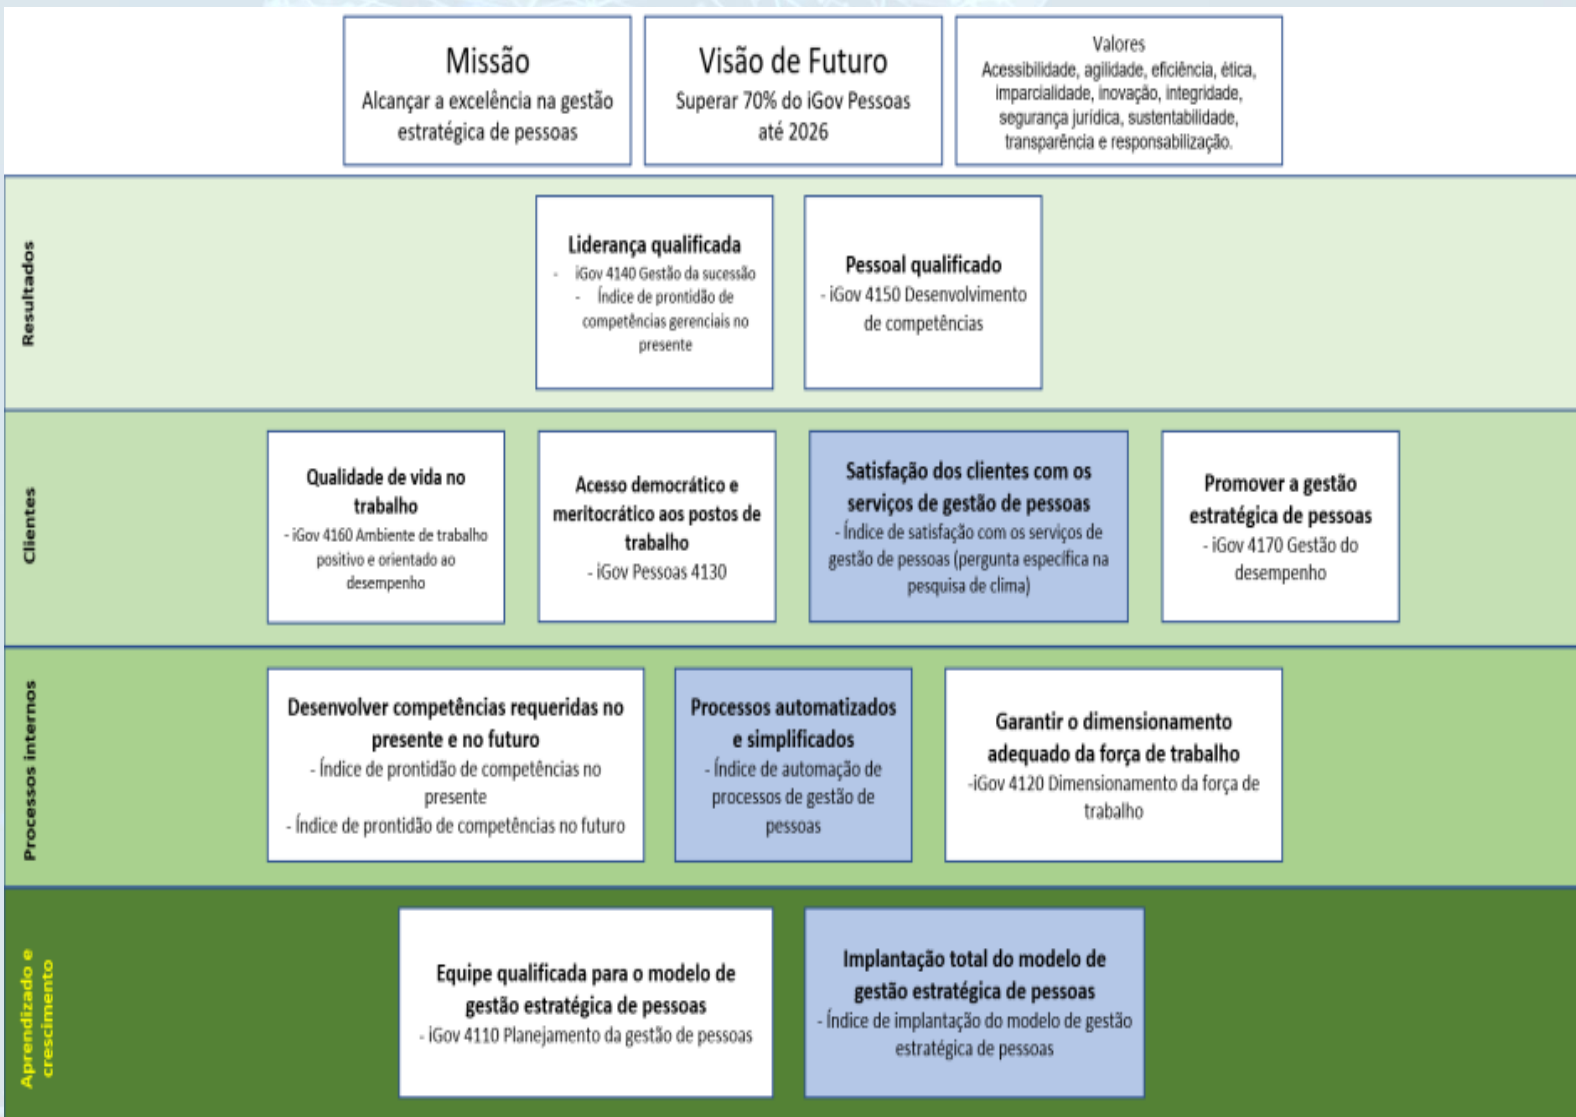 Missão
Alcançar a excelência na gestão
estratégica de pessoas
Visão de Futuro
Superar 70% do iGov Pessoas
até 2026
Valores
Acessibilidade, agilidade, eficiência, ética,
imparcialidade, inovação, integridade,
segurança jurídica, sustentabilidade,
transparência e responsabilização.
Resultados
Liderança qualificada
- iGov 4140 Gestão da sucessão
- Índice de prontidão de
competências gerenciais no
presente
Pessoal qualificado
- iGov 4150 Desenvolvimento
de competências
Clientes
Qualidade de vida no
trabalho
- iGov 4160 Ambiente de trabalho
positivo e orientado ao
desempenho
Acesso democrático e
meritocrático aos postos de
trabalho
- iGov Pessoas 4130
Satisfação dos clientes com os
serviços de gestão de pessoas
- Índice de satisfação com os serviços de
gestão de pessoas (pergunta específica na
pesquisa de clima)
Promover a gestão
estratégica de pessoas
- iGov 4170 Gestão do
desempenho
Processos internos
Desenvolver competências requeridas no
presente e no futuro
- Índice de prontidão de competências no
presente
- Índice de prontidão de competências no futuro
Processos automatizados
e simplificados
- Índice de automação de
processos de gestão de
pessoas
Garantir o dimensionamento
adequado da força de trabalho
-iGov 4120 Dimensionamento da força de
trabalho
Aprendizado e
crescimento
Equipe qualificada para o modelo de
gestão estratégica de pessoas
- iGov 4110 Planejamento da gestão de pessoas
Implantação total do modelo de
gestão estratégica de pessoas
- Índice de implantação do modelo de gestão
estratégica de pessoas